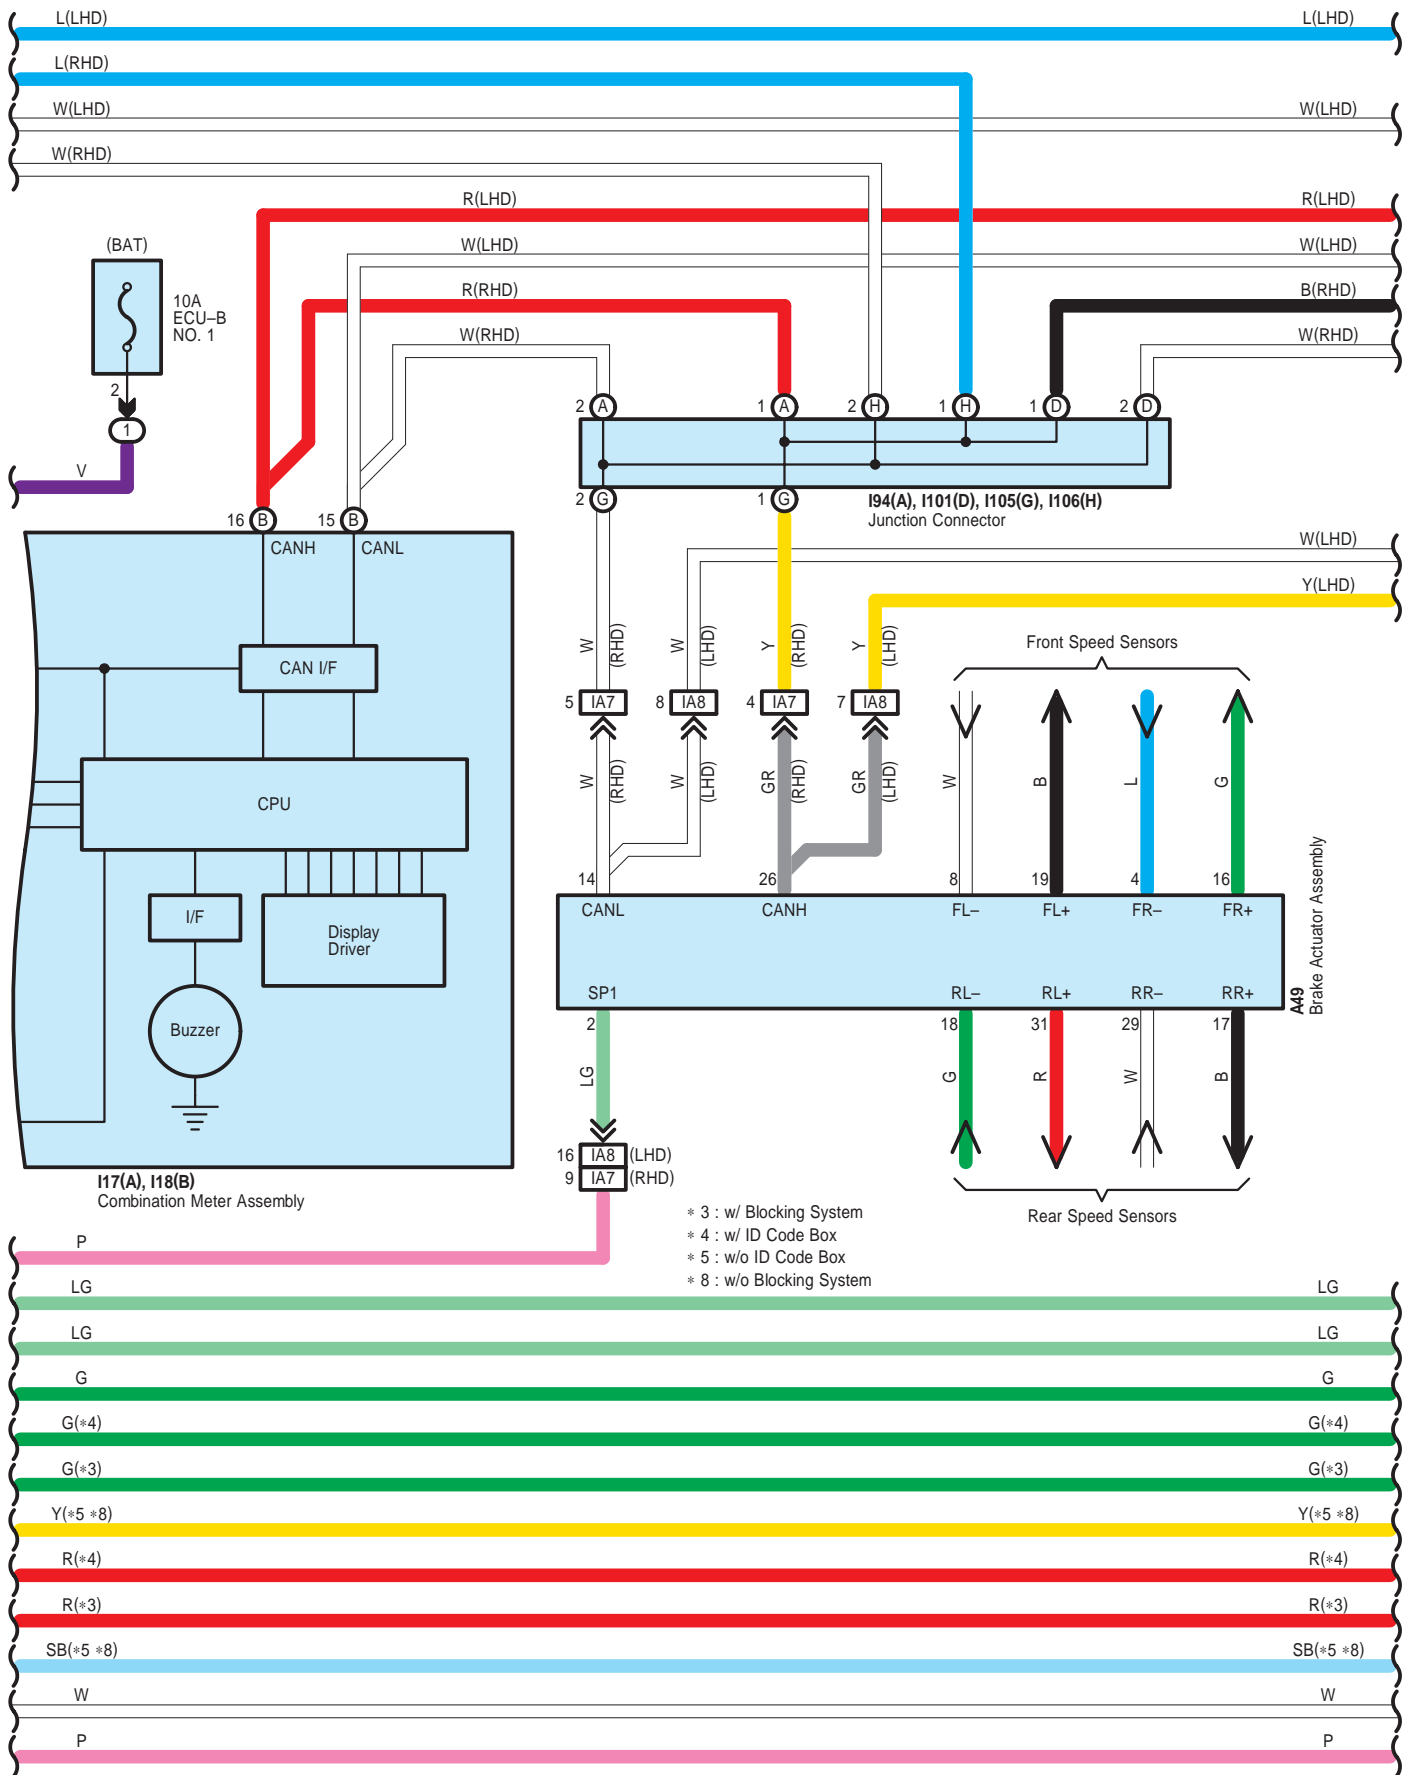 L(LHD) L(LHD)
L(RHD)
W(LHD) W(LHD)
W(RHD)
R(LHD) R(LHD)
(BAT) W(LHD) W(LHD)
10A
ECU–B
NO. 1
R(RHD) B(RHD)
W(RHD) W(RHD)
2
1
V
2 A 1 A 2 H 1 H 1 D 2 D
2 G 1 G
I94(A), I101(D), I105(G), I106(H)
Junction Connector
16 B 15 B
CANH CANL
W(LHD)
Y(LHD)
W (RHD) W (LHD) Y (RHD) Y (LHD)
Front Speed Sensors
CAN I/F
5 IA7 8 IA8 4 IA7 7 IA8
W (RHD) W (LHD) GR (RHD) GR (LHD) W B L G
CPU
14 26 8 19 4 16
CANL CANH FL– FL+ FR– FR+
I/F
Display
Driver
A49
Brake Actuator Assembly
SP1 RL– RL+ RR– RR+
2 18 31 29 17
Buzzer
LG G R W B
16 IA8 (LHD)
9 IA7 (RHD)
I17(A), I18(B)
Combination Meter Assembly
Rear Speed Sensors
∗ 3 : w/ Blocking System
∗ 4 : w/ ID Code Box
∗ 5 : w/o ID Code Box
∗ 8 : w/o Blocking System
P
LG LG
LG LG
G G
G(∗4) G(∗4)
G(∗3) G(∗3)
Y(∗5 ∗8) Y(∗5 ∗8)
R(∗4) R(∗4)
R(∗3) R(∗3)
SB(∗5 ∗8) SB(∗5 ∗8)
W W
P P